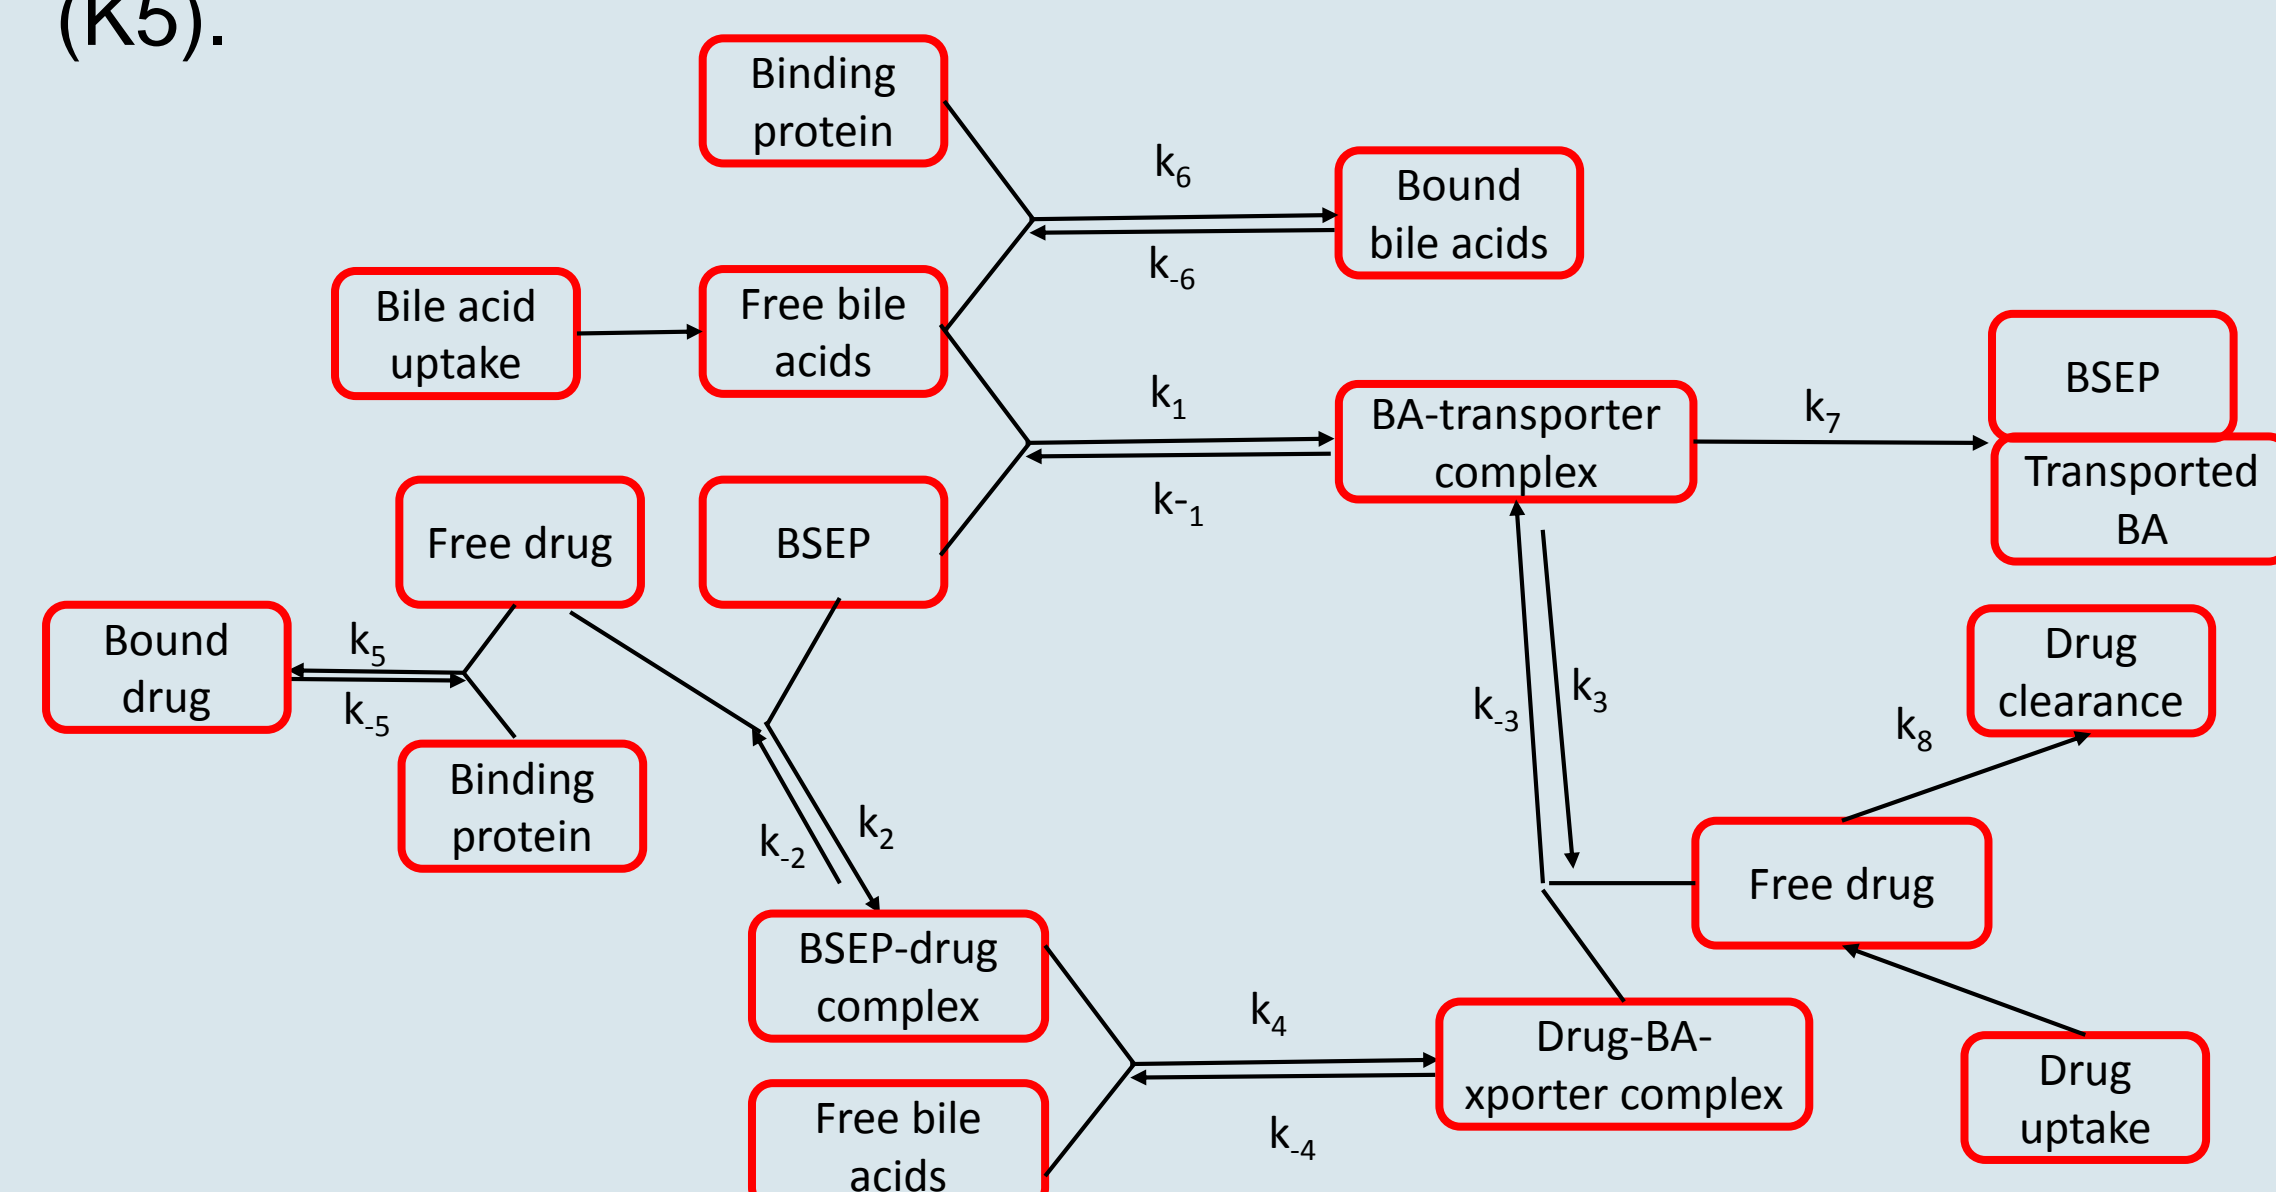 (K5).
Binding
protein
k6
Bound
bile acids
k-6
Bile acid
uptake
Free bile
acids
BSEP
k1
BA-transporter
complex
k7
Transported
BA
k-1
Free drug
BSEP
Bound
drug
k5
k-5
Drug
clearance
k-3
k3
k8
Binding
protein
k-2
k2
Free drug
BSEP-drug
complex
k4
Drug-BA-
xporter complex
Drug
uptake
Free bile
acids
k-4